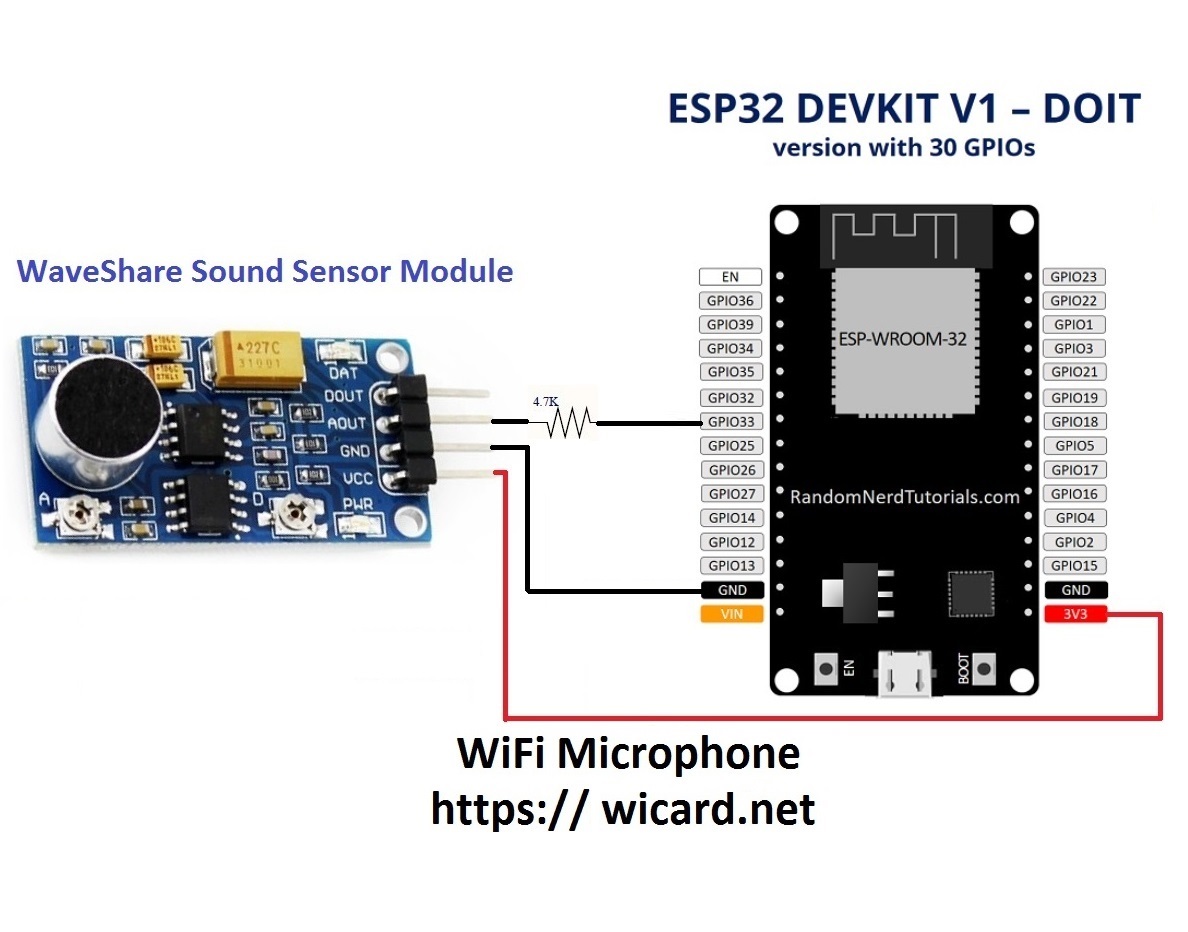 ESP32 DEVKIT V1 – DOIT
version with 30 GPIOs
WaveShare Sound Sensor Module
DAT
DOUT
AOUT
GND
VCC
PWR
A
D
227C
31001
4.7K
EN
GPIO36
GPIO39
GPIO34
GPIO35
GPIO32
GPIO33
GPIO25
GPIO26
GPIO27
GPIO14
GPIO12
GPIO13
GND
VIN
ESP-WROOM-32
RandomNerdTutorials.com
EN
BOOT
GPIO23
GPIO22
GPIO1
GPIO3
GPIO21
GPIO19
GPIO18
GPIO5
GPIO17
GPIO16
GPIO4
GPIO2
GPIO15
GND
3V3
WiFi Microphone
https:// wicard.net